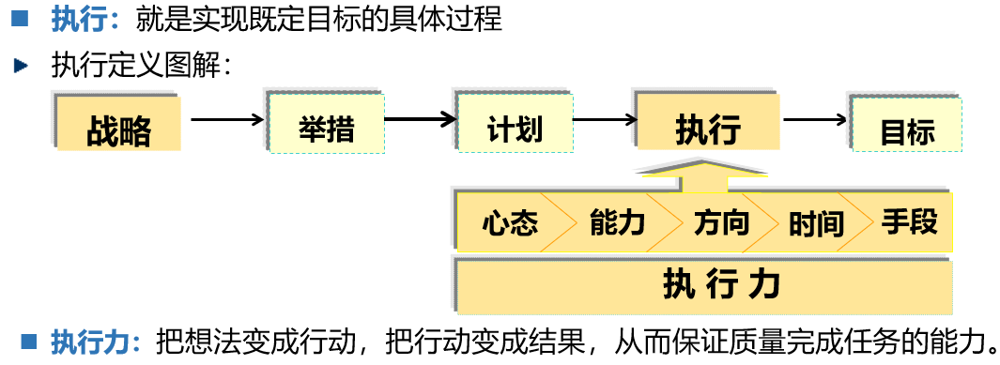 执行：就是实现既定目标的具体过程
执行定义图解：
战略 举措 计划 执行 目标
心态 能力 方向 时间 手段
执行力
执行力：把想法变成行动，把行动变成结果，从而保证质量完成任务的能力。